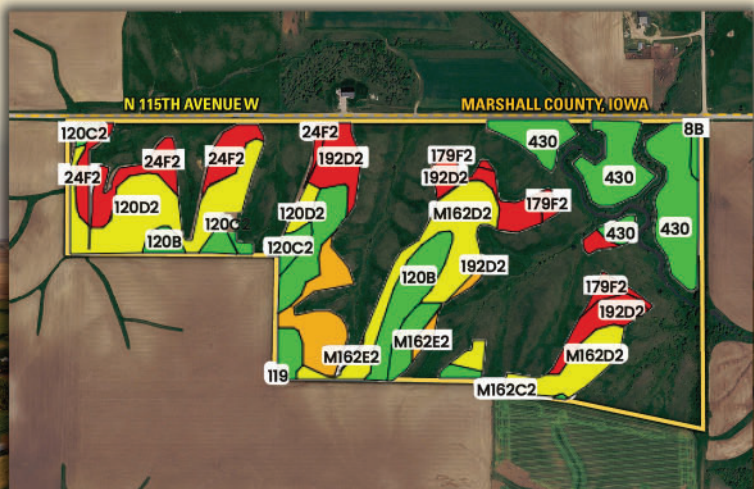 N 115TH AVENUE W
MARSHALL COUNTY, IOWA
120C2
24F2
24F2
24F2
192D2
24F2
120D2
120B
120C2
120D2
120C2
179F2
192D2
M162D2
179F2
430
8B
430
430
430
120B
192D2
M162E2
M162E2
119
179F2
192D2
M162D2
M162C2